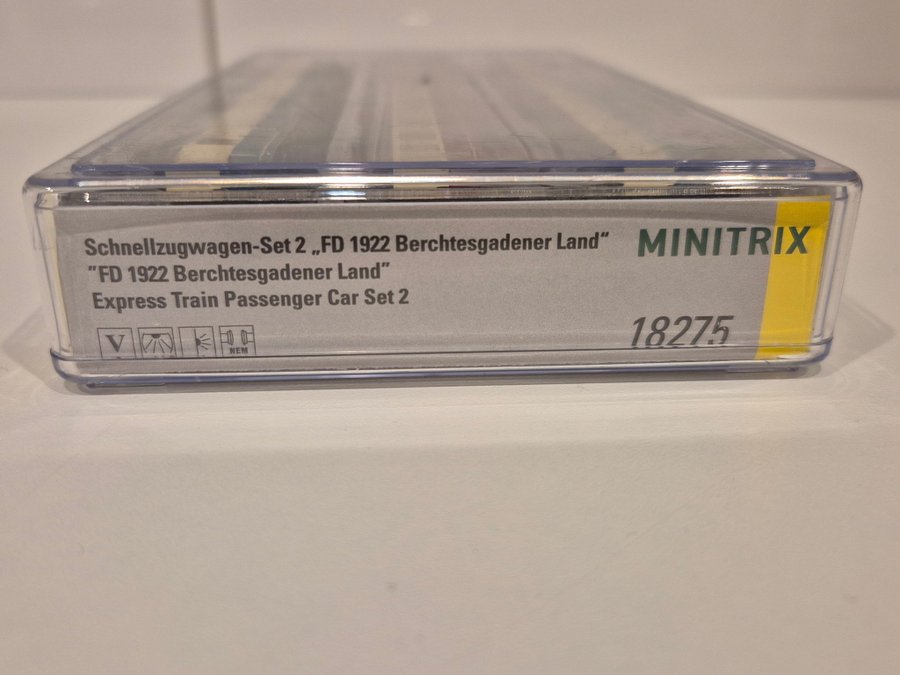 Schnellzugwagen-Set 2 „FD 1922 Berchtesgadener Land“
"FD 1922 Berchtesgadener Land"
Express Train Passenger Car Set 2
MINITRIX
V
NEM
18275